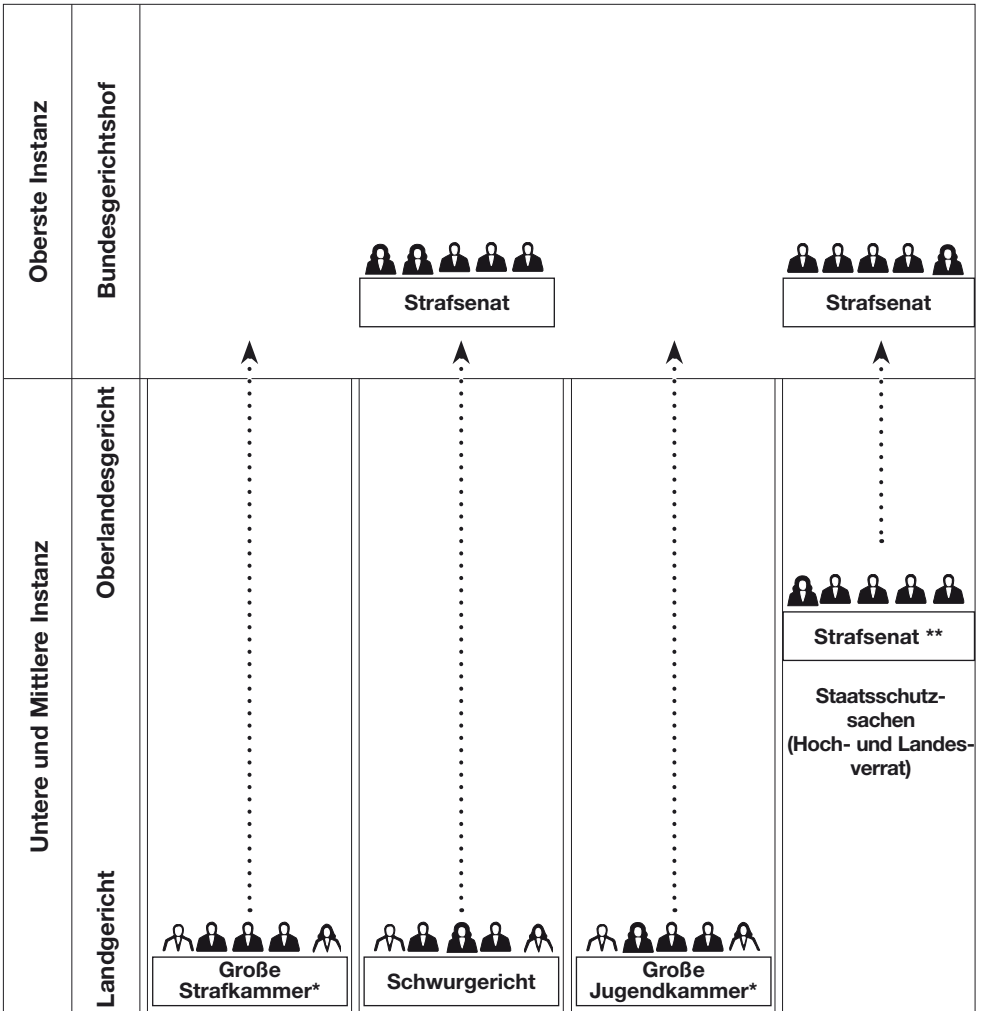 Oberste Instanz
Bundesgerichtshof
Strafsenat
Strafsenat
Untere und Mittlere Instanz
Oberlandesgericht
Landgericht
Strafsenat **
Staatsschutz-
sachen
(Hoch- und Landes-
verrat)
Große
Strafkammer*
Schwurgericht
Große
Jugendkammer*